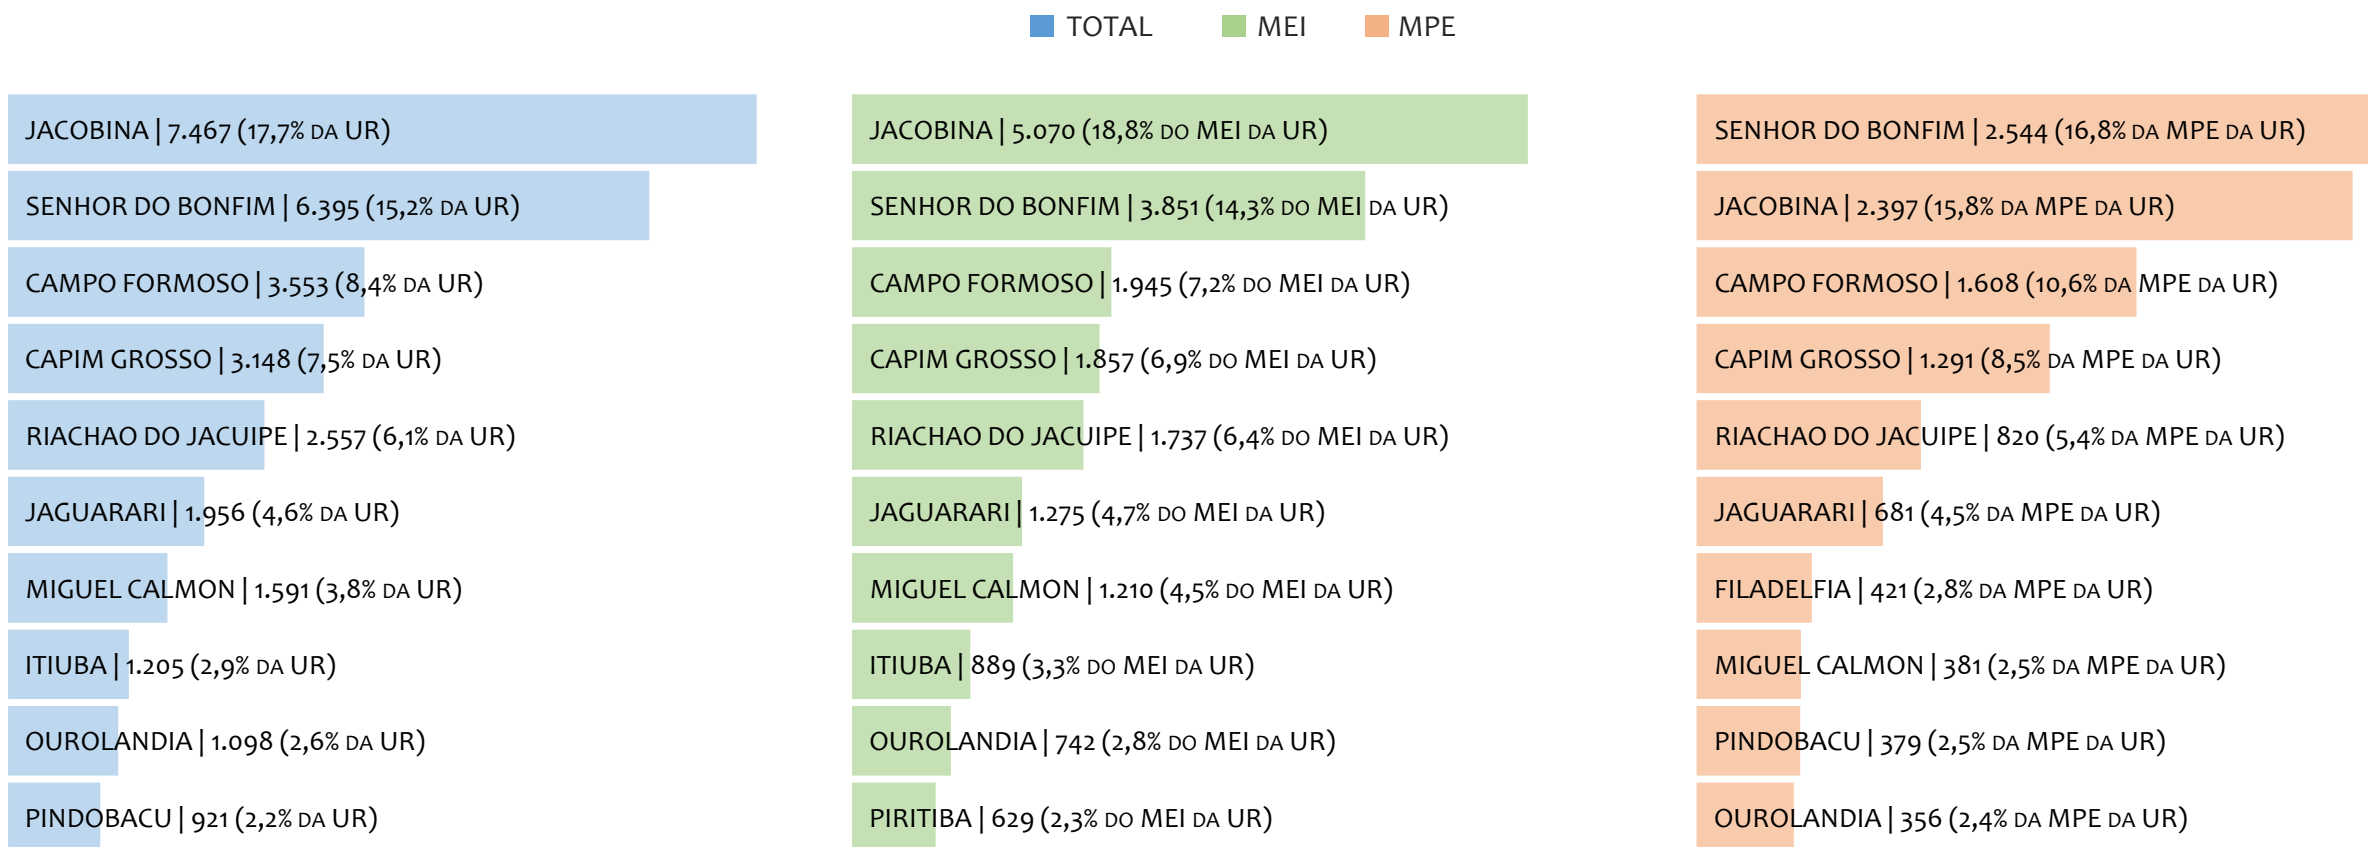 TOTAL MEI MPE
JACOBINA | 7.467 (17,7% DA UR)
SENHOR DO BONFIM | 6.395 (15,2% DA UR)
CAMPO FORMOSO | 3.553 (8,4% DA UR)
CAPIM GROSSO | 3.148 (7,5% DA UR)
RIACHAO DO JACUIPE | 2.557 (6,1% DA UR)
JAGUARARI | 1.956 (4,6% DA UR)
MIGUEL CALMON | 1.591 (3,8% DA UR)
ITIUBA | 1.205 (2,9% DA UR)
OUROLANDIA | 1.098 (2,6% DA UR)
PINDOBACU | 921 (2,2% DA UR)
JACOBINA | 5.070 (18,8% DO MEI DA UR)
SENHOR DO BONFIM | 3.851 (14,3% DO MEI DA UR)
CAMPO FORMOSO | 1.945 (7,2% DO MEI DA UR)
CAPIM GROSSO | 1.857 (6,9% DO MEI DA UR)
RIACHAO DO JACUIPE | 1.737 (6,4% DO MEI DA UR)
JAGUARARI | 1.275 (4,7% DO MEI DA UR)
MIGUEL CALMON | 1.210 (4,5% DO MEI DA UR)
ITIUBA | 889 (3,3% DO MEI DA UR)
OUROLANDIA | 742 (2,8% DO MEI DA UR)
PIRITIBA | 629 (2,3% DO MEI DA UR)
SENHOR DO BONFIM | 2.544 (16,8% DA MPE DA UR)
JACOBINA | 2.397 (15,8% DA MPE DA UR)
CAMPO FORMOSO | 1.608 (10,6% DA MPE DA UR)
CAPIM GROSSO | 1.291 (8,5% DA MPE DA UR)
RIACHAO DO JACUIPE | 820 (5,4% DA MPE DA UR)
JAGUARARI | 681 (4,5% DA MPE DA UR)
FILADELFIA | 421 (2,8% DA MPE DA UR)
MIGUEL CALMON | 381 (2,5% DA MPE DA UR)
PINDOBACU | 379 (2,5% DA MPE DA UR)
OUROLANDIA | 356 (2,4% DA MPE DA UR)